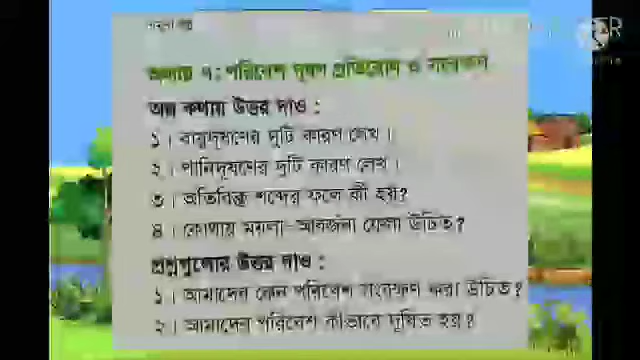 অধ্যায় ৭: পরিবেশ দূষণ প্রতিরোধ ও সংরক্ষণ
অল্প কথায় উত্তর দাও :
১। বায়ুদূষণের দুটি কারণ লেখ।
২। পানিদূষণের দুটি কারণ লেখ।
৩। অতিরিক্ত শব্দের ফলে কী হয়?
৪। কোথায় ময়লা-আবর্জনা ফেলা উচিত?
প্রশ্নগুলোর উত্তর দাও :
১। আমাদের কেন পরিবেশ সংরক্ষণ করা উচিত?
২। আমাদের পরিবেশ কীভাবে দূষিত হয়?